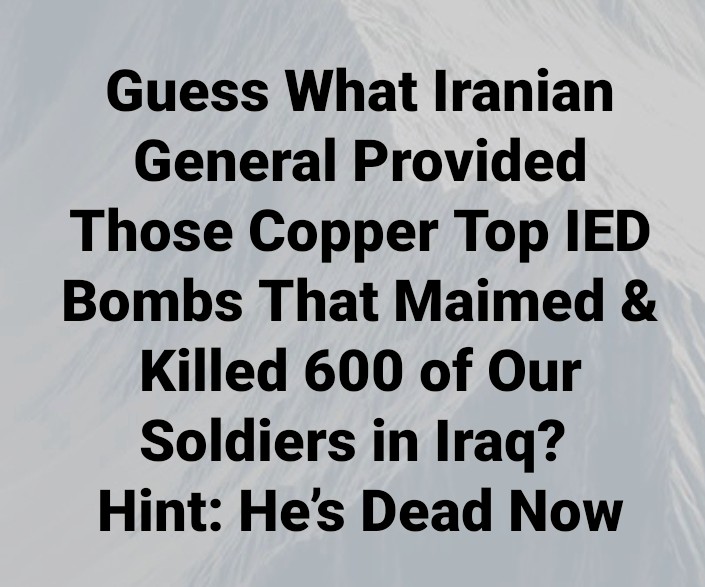 Guess What Iranian
General Provided
Those Copper Top IED
Bombs That Maimed &
Killed 600 of Our
Soldiers in Iraq?
Hint: He’s Dead Now